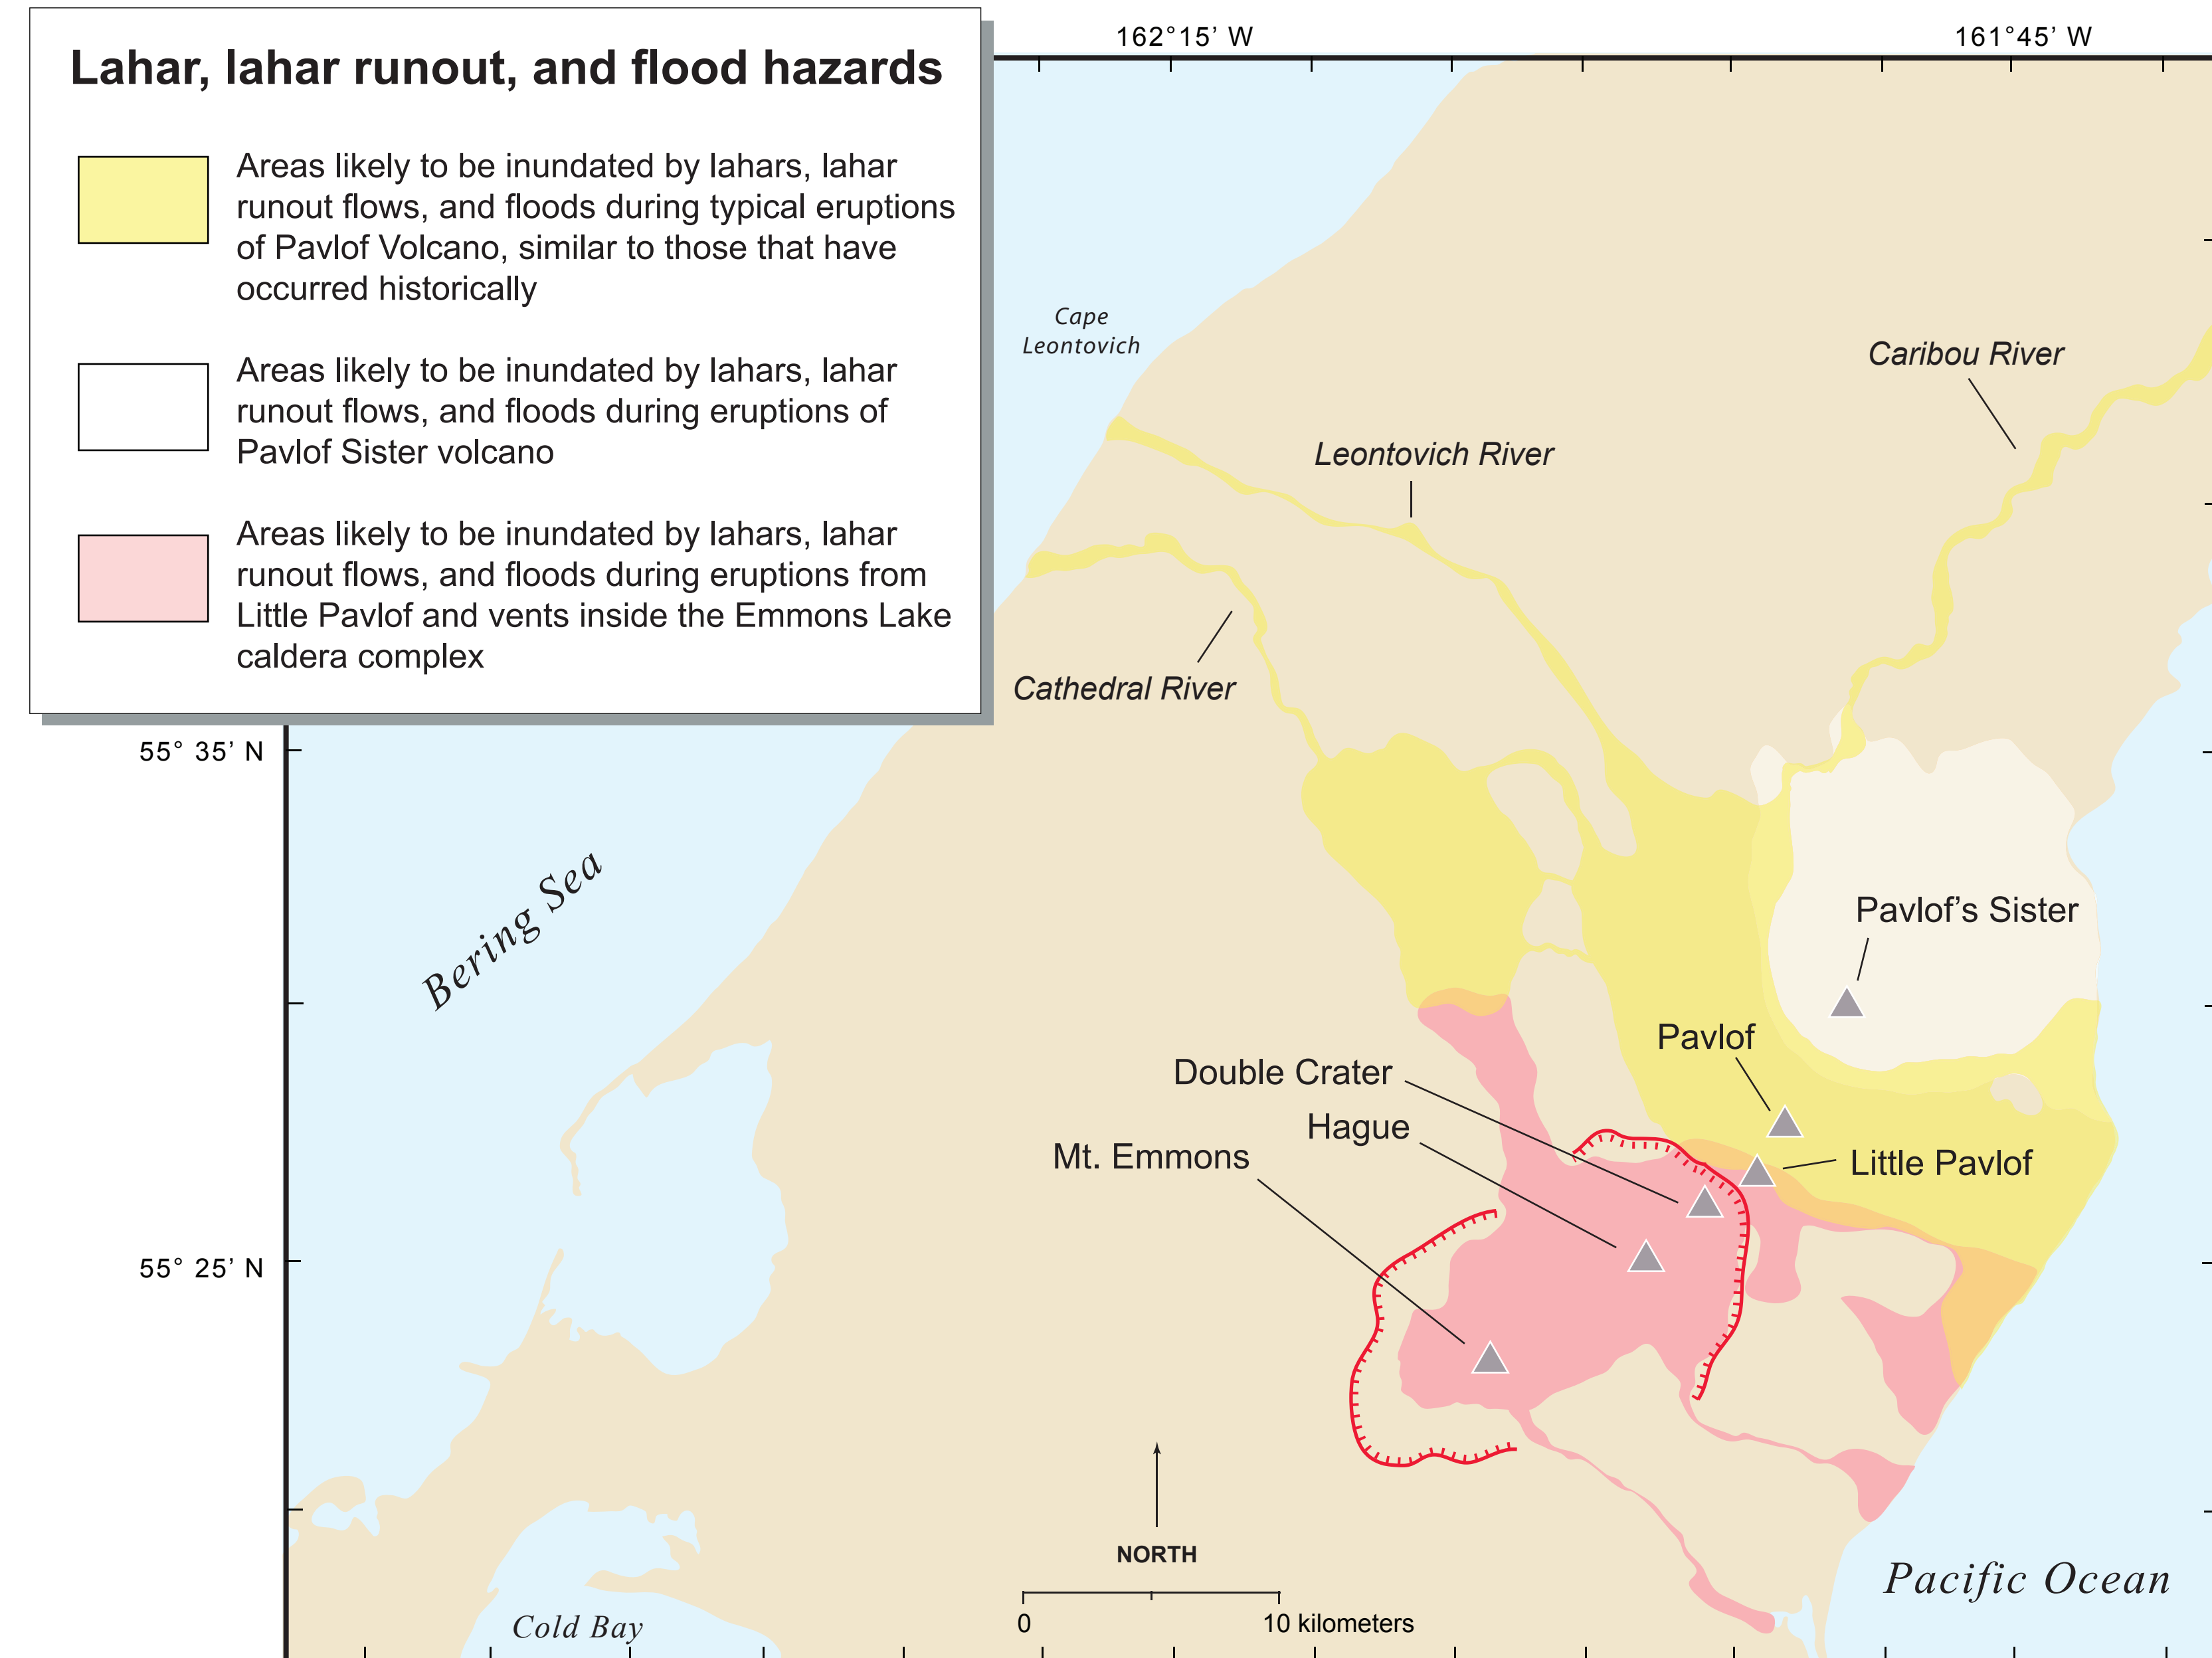 Lahar, lahar runout, and flood hazards
Areas likely to be inundated by lahars, lahar
runout flows, and floods during typical eruptions
of Pavlof Volcano, similar to those that have
occurred historically
Areas likely to be inundated by lahars, lahar
runout flows, and floods during eruptions of
Pavlof Sister volcano
Areas likely to be inundated by lahars, lahar
runout flows, and floods during eruptions from
Little Pavlof and vents inside the Emmons Lake
caldera complex
162°15’ W
161°45’ W
Cape
Leontovich
Caribou River
Leontovich River
Cathedral River
55° 35’ N
Bering Sea
Pavlof’s Sister
Pavlof
Double Crater
Hague
Mt. Emmons
Little Pavlof
55° 25’ N
NORTH
0
10 kilometers
Pacific Ocean
Cold Bay